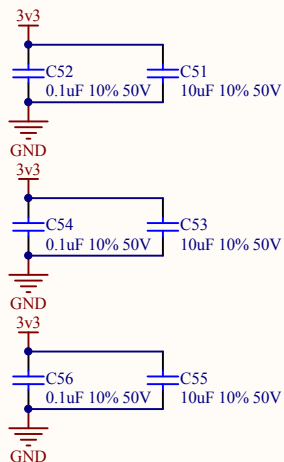 3v3
C52 C51
0.1uF 10% 50V 10uF 10% 50V
GND
3v3
C54 C53
0.1uF 10% 50V 10uF 10% 50V
GND
3v3
C56 C55
0.1uF 10% 50V 10uF 10% 50V
GND